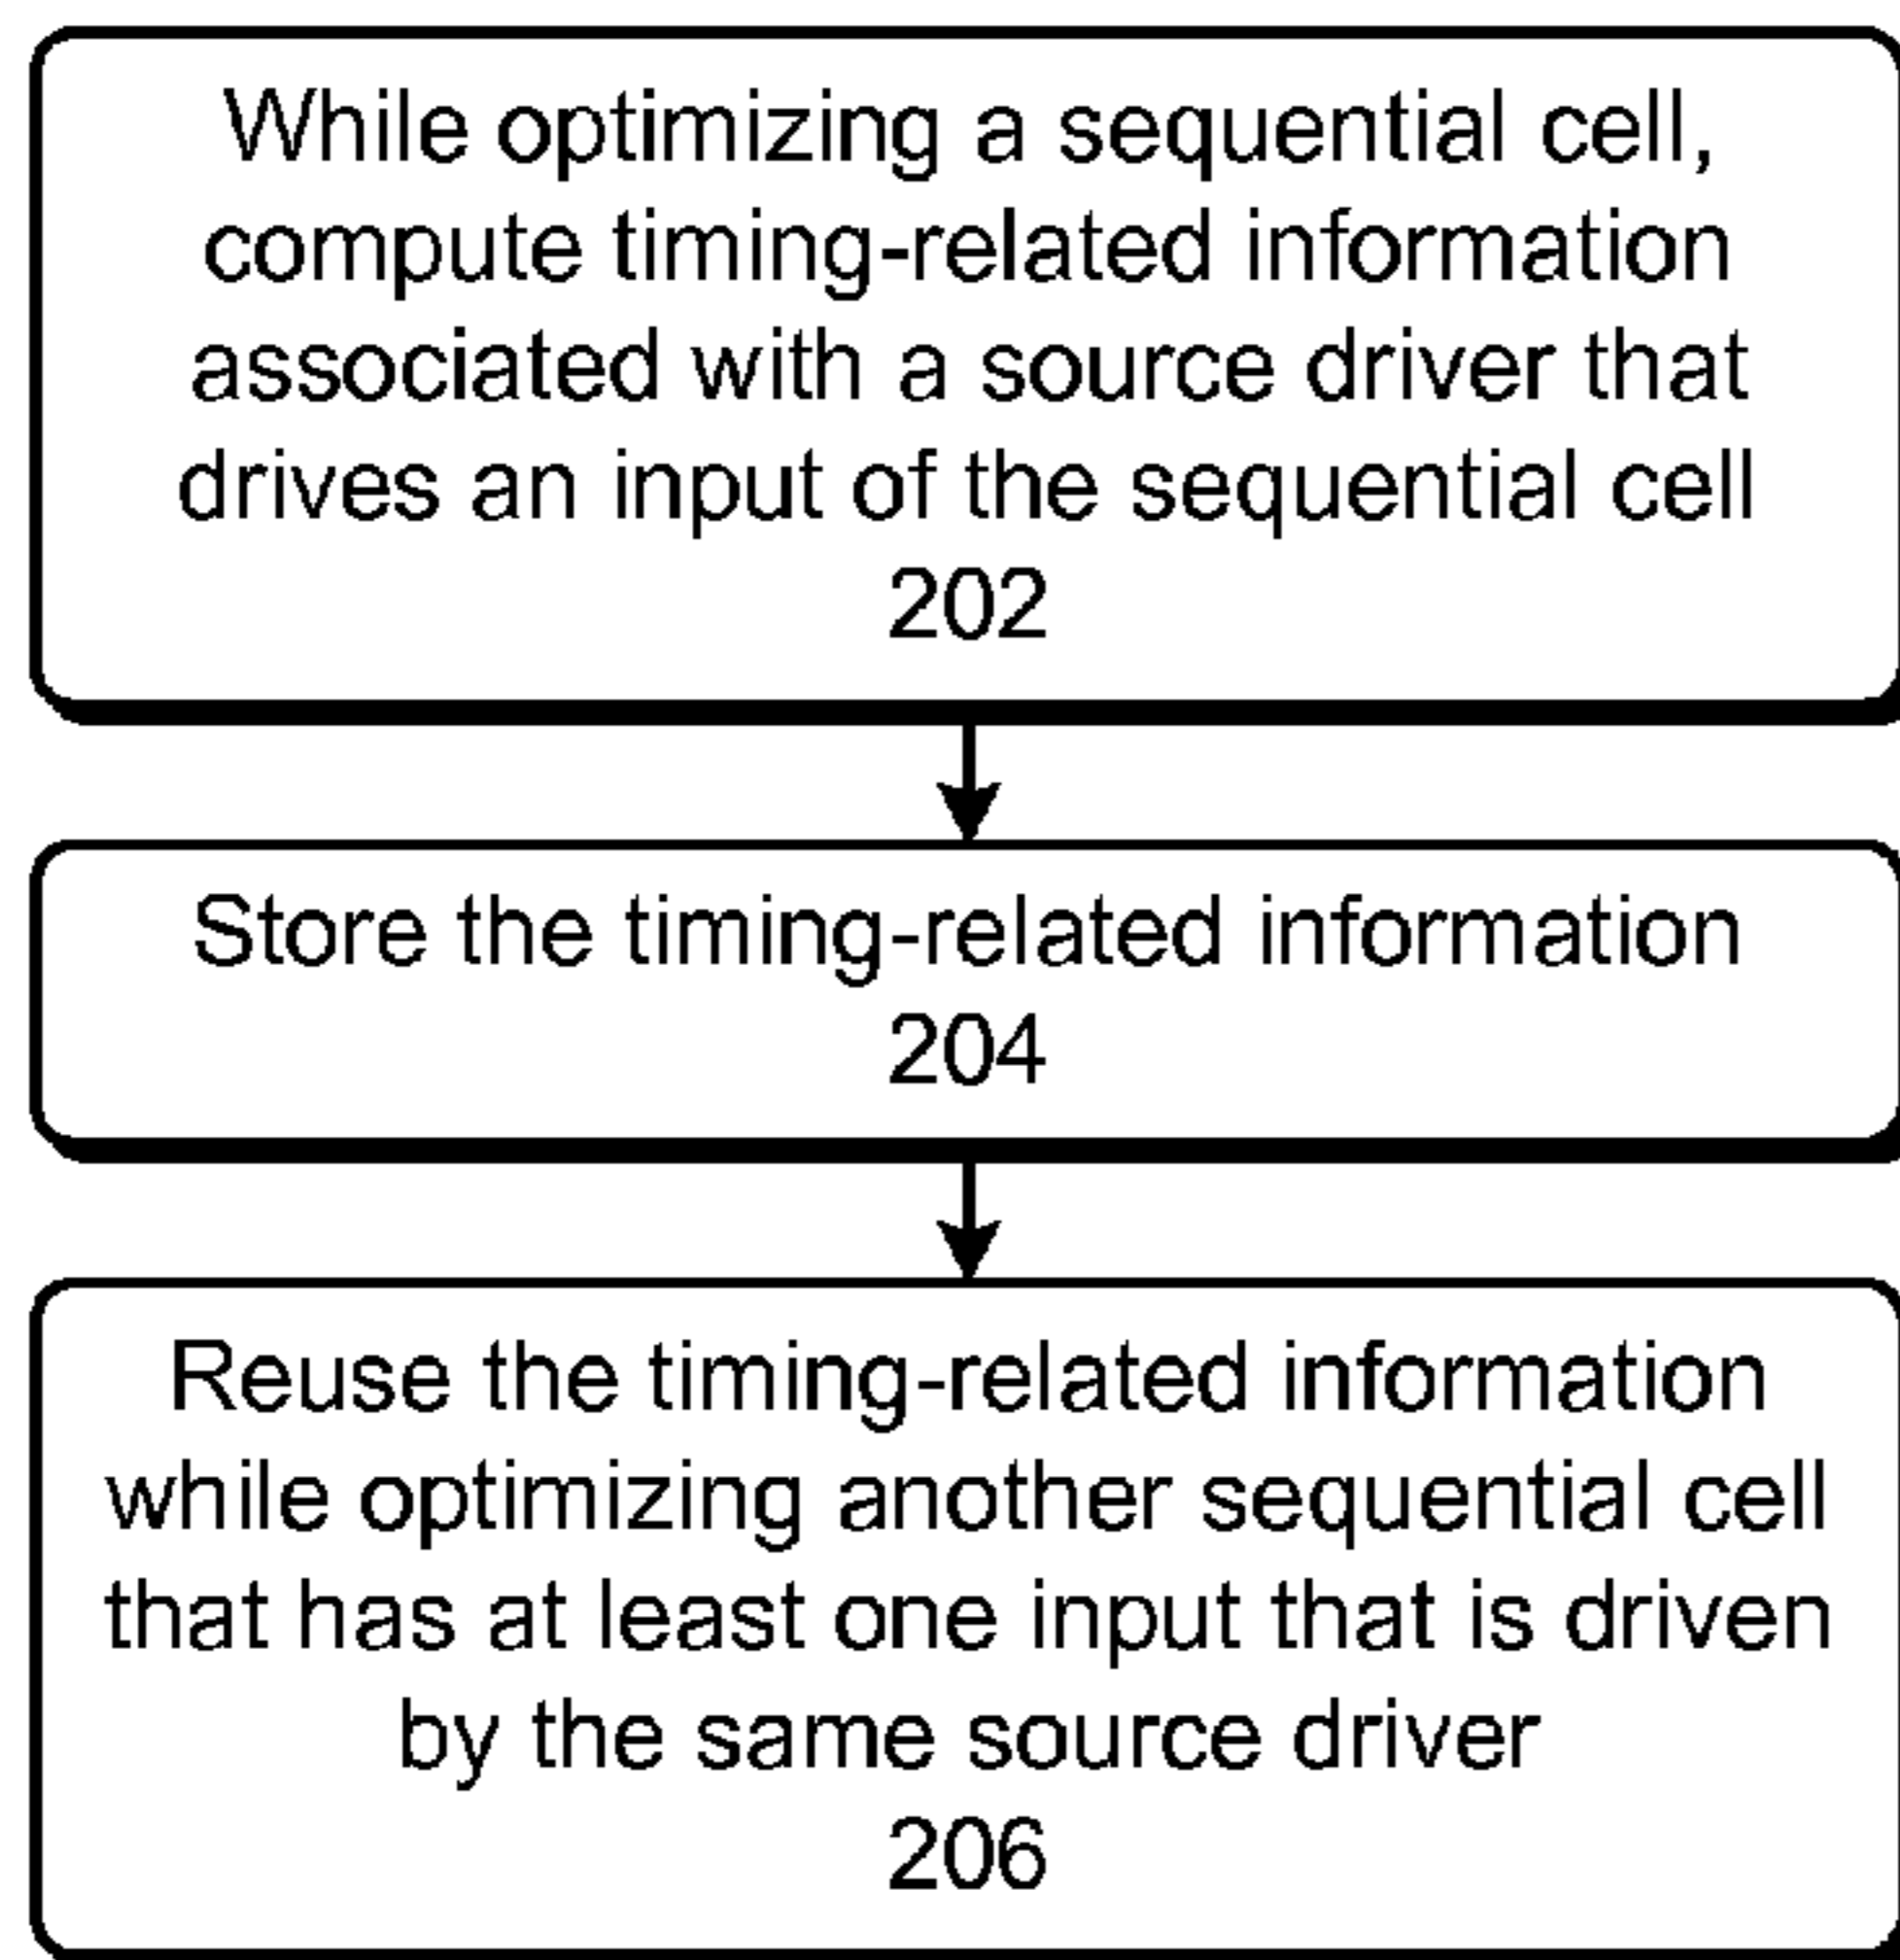 While optimizing a sequential cell,
compute timing-related information
associated with a source driver that
drives an input of the sequential cell
202
Store the timing-related information
204
Reuse the timing-related information
while optimizing another sequential cell
that has at least one input that is driven
by the same source driver
206